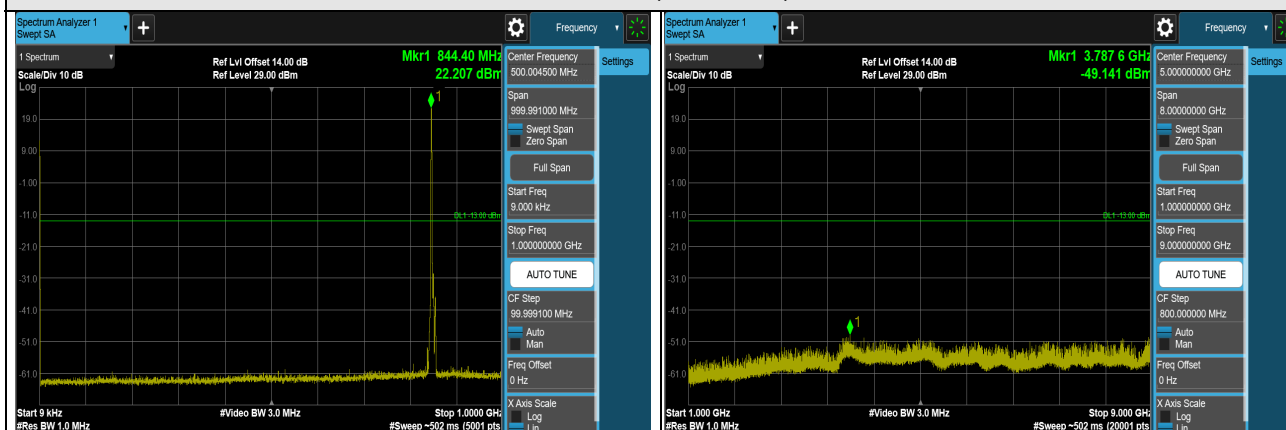 Spectrum Analyzer 1
Swept SA
+
Frequency
1 Spectrum
Scale/Div 10 dB
Log
Ref Lvl Offset 14.00 dB
Ref Level 29.00 dBm
Mkr1 844.40 MHz
22.207 dBm
1
19.0
9.00
-1.00
-11.0
-21.0
-31.0
-41.0
-51.0
-61.0
DL1 -13.00 dBm
Start 9 kHz
#Res BW 1.0 MHz
#Video BW 3.0 MHz
Stop 1.0000 GHz
#Sweep ~502 ms (5001 pts
Center Frequency
500.004500 MHz
Settings
Span
999.991000 MHz
Swept Span
Zero Span
Full Span
Start Freq
9.000 kHz
Stop Freq
1.000000000 GHz
AUTO TUNE
CF Step
99.999100 MHz
Auto
Man
Freq Offset
0 Hz
X Axis Scale
Log
Lin
Spectrum Analyzer 1
Swept SA
+
Frequency
1 Spectrum
Scale/Div 10 dB
Log
Ref Lvl Offset 14.00 dB
Ref Level 29.00 dBm
Mkr1 3.787 6 GHz
-49.141 dBm
1
19.0
9.00
-1.00
-11.0
-21.0
-31.0
-41.0
-51.0
-61.0
DL1 -13.00 dBm
Start 1.000 GHz
#Res BW 1.0 MHz
#Video BW 3.0 MHz
Stop 9.000 GHz
#Sweep ~502 ms (20001 pts
Center Frequency
5.00000000 GHz
Settings
Span
8.00000000 GHz
Swept Span
Zero Span
Full Span
Start Freq
1.000000000 GHz
Stop Freq
9.000000000 GHz
AUTO TUNE
CF Step
800.000000 MHz
Auto
Man
Freq Offset
0 Hz
X Axis Scale
Log
Lin